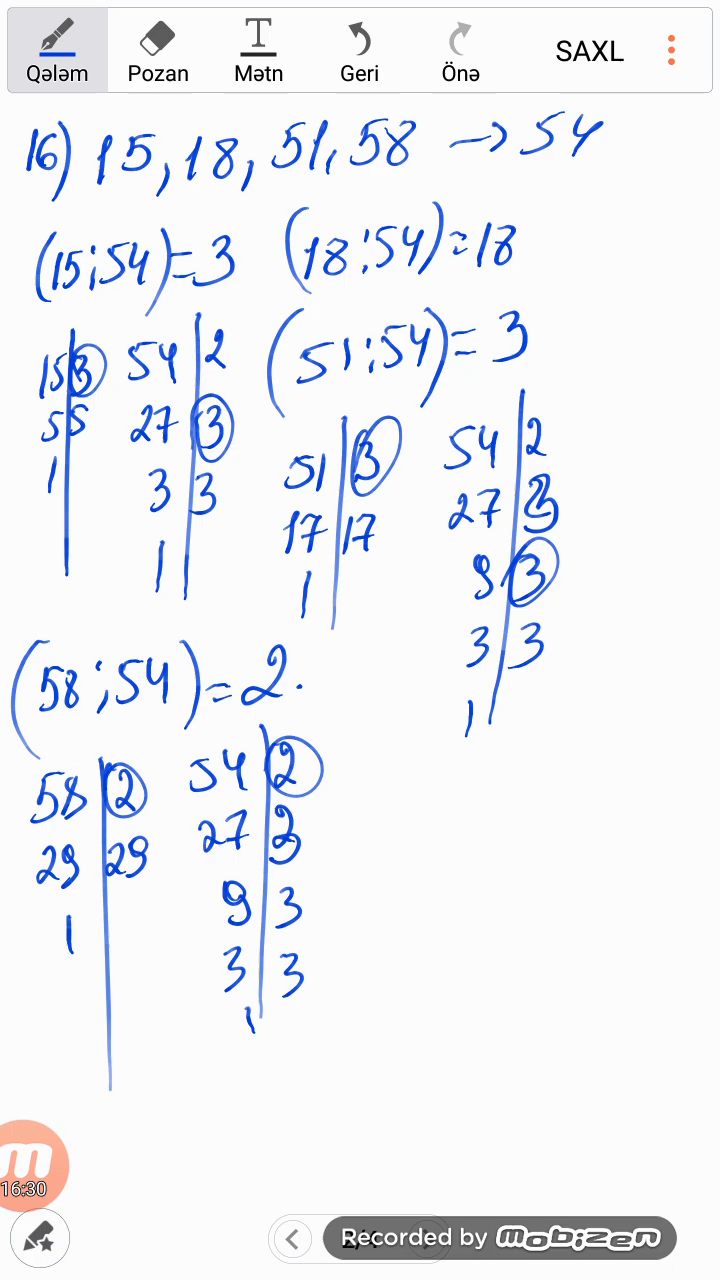 Qələm Pozan Mətn Geri Önə SAXL
16) 15, 18, 51, 58 → 54
(15;54)=3 (18;54)=18
(51;54)=3
15 3 54 2
5 5 27 3
1 3 3
1
51 3 54 2
17 17 27 3
1 9 3
3 3
1
(58;54)=2.
58 2 54 2
29 29 27 3
1 9 3
3 3
1
16:30
Recorded by mobizen